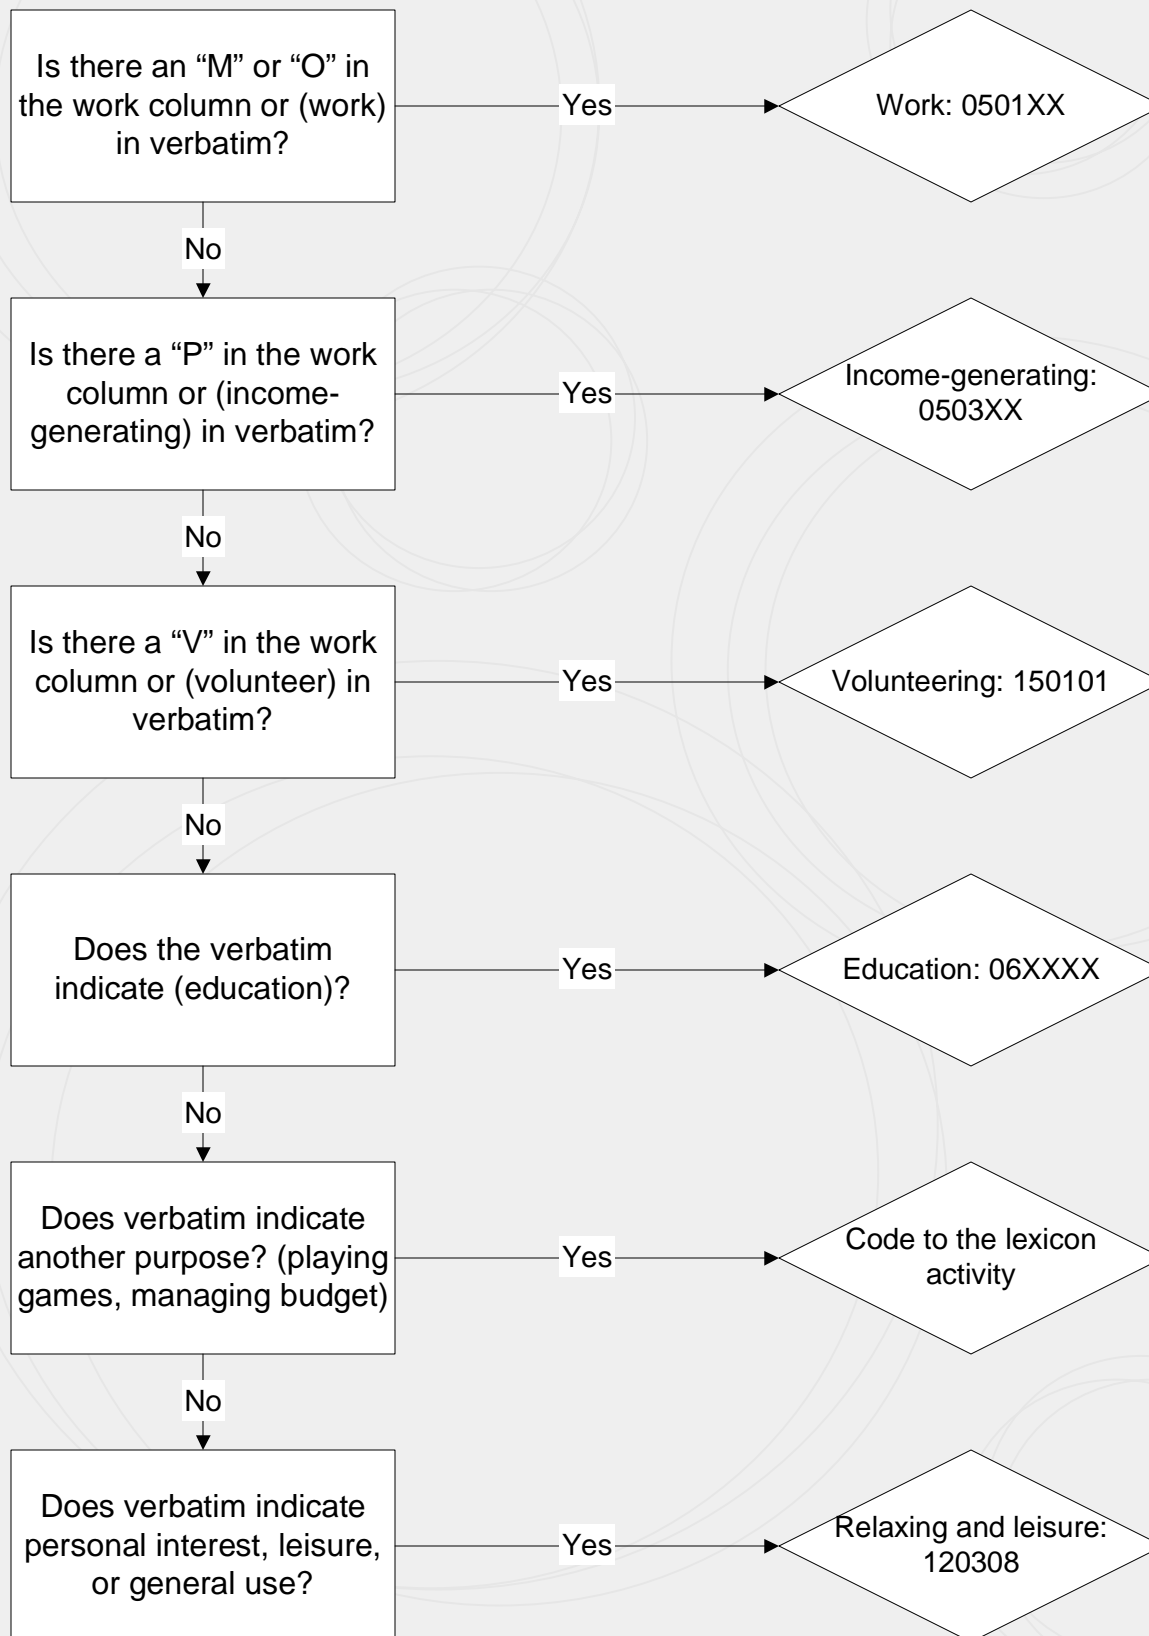 Is there an “M” or “O” in
the work column or (work)
in verbatim?
Yes
Work: 0501XX
No
Is there a “P” in the work
column or (income-
generating) in verbatim?
Yes
Income-generating:
0503XX
No
Is there a “V” in the work
column or (volunteer) in
verbatim?
Yes
Volunteering: 150101
No
Does the verbatim
indicate (education)?
Yes
Education: 06XXXX
No
Does verbatim indicate
another purpose? (playing
games, managing budget)
Yes
Code to the lexicon
activity
No
Does verbatim indicate
personal interest, leisure,
or general use?
Yes
Relaxing and leisure:
120308